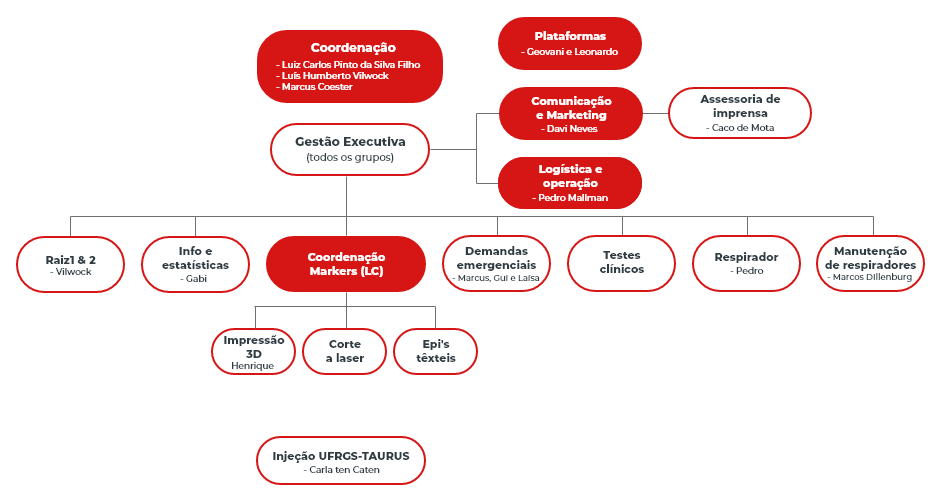 Coordenação
- Luiz Carlos Pinto da Silva Filho
- Luís Humberto Vilwock
- Marcus Coester
Plataformas
- Geovani e Leonardo
Comunicação
e Marketing
- Davi Neves
Assessoria de
imprensa
- Caco de Mota
Gestão Executiva
(todos os grupos)
Logística e
operação
- Pedro Mallman
Raiz1 & 2
- Vilwock
Info e
estatísticas
- Gabi
Coordenação
Markers (LC)
Demandas
emergenciais
- Marcus, Gui e Laísa
Testes
clínicos
Respirador
- Pedro
Manutenção
de respiradores
- Marcos Dillenburg
Impressão
3D
Henrique
Corte
a laser
Epi's
têxteis
Injeção UFRGS-TAURUS
- Carla ten Caten